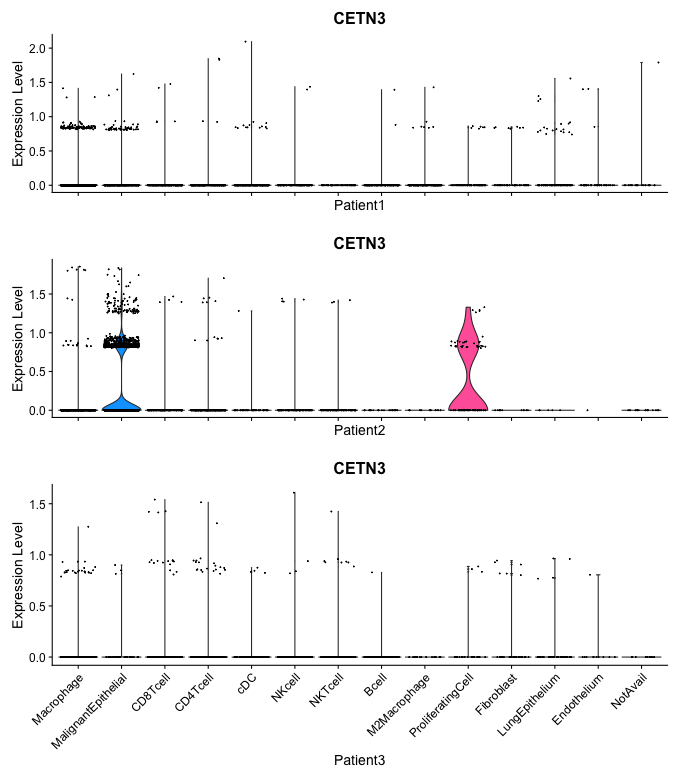 CETN3
Expression Level
2.0
1.5
1.0
0.5
0.0
Patient1
CETN3
Expression Level
1.5
1.0
0.5
0.0
Patient2
CETN3
Expression Level
1.5
1.0
0.5
0.0
Macrophage
MalignantEpithelial
CD8Tcell
CD4Tcell
cDC
NKcell
NKTcell
Bcell
M2Macrophage
ProliferatingCell
Fibroblast
LungEpithelium
Endothelium
NotAvail
Patient3